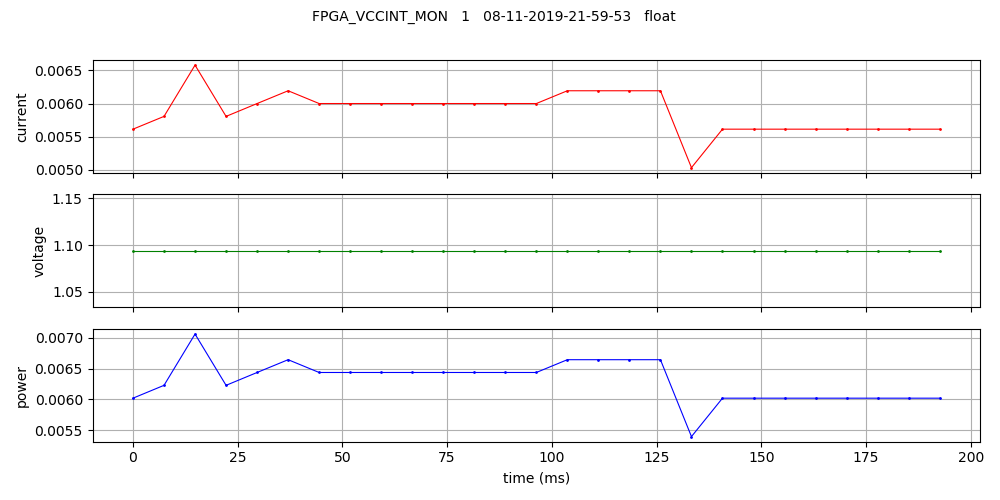 FPGA_VCCINT_MON   1   08-11-2019-21-59-53   float
0.0065
0.0060
0.0055
0.0050
current
1.15
1.10
1.05
voltage
0.0070
0.0065
0.0060
0.0055
power
0 25 50 75 100 125 150 175 200
time (ms)